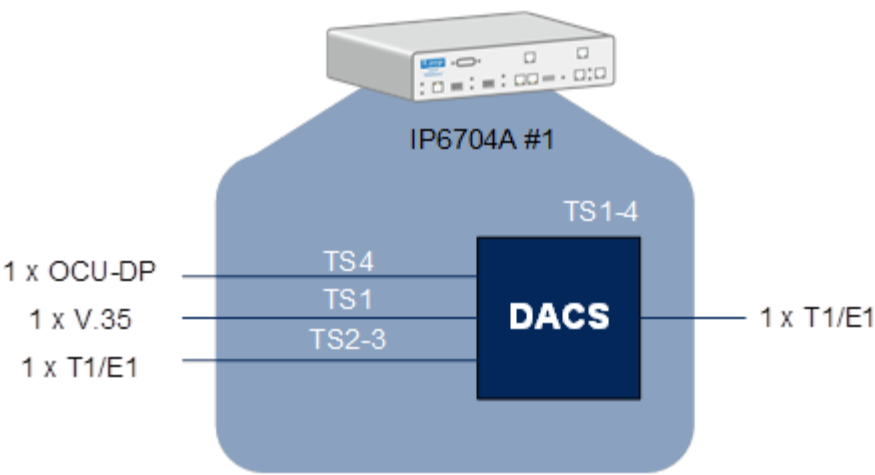 IP6704A #1
TS1-4
1 x OCU-DP
TS4
1 x V.35
TS1
DACS
1 x T1/E1
1 x T1/E1
TS2-3